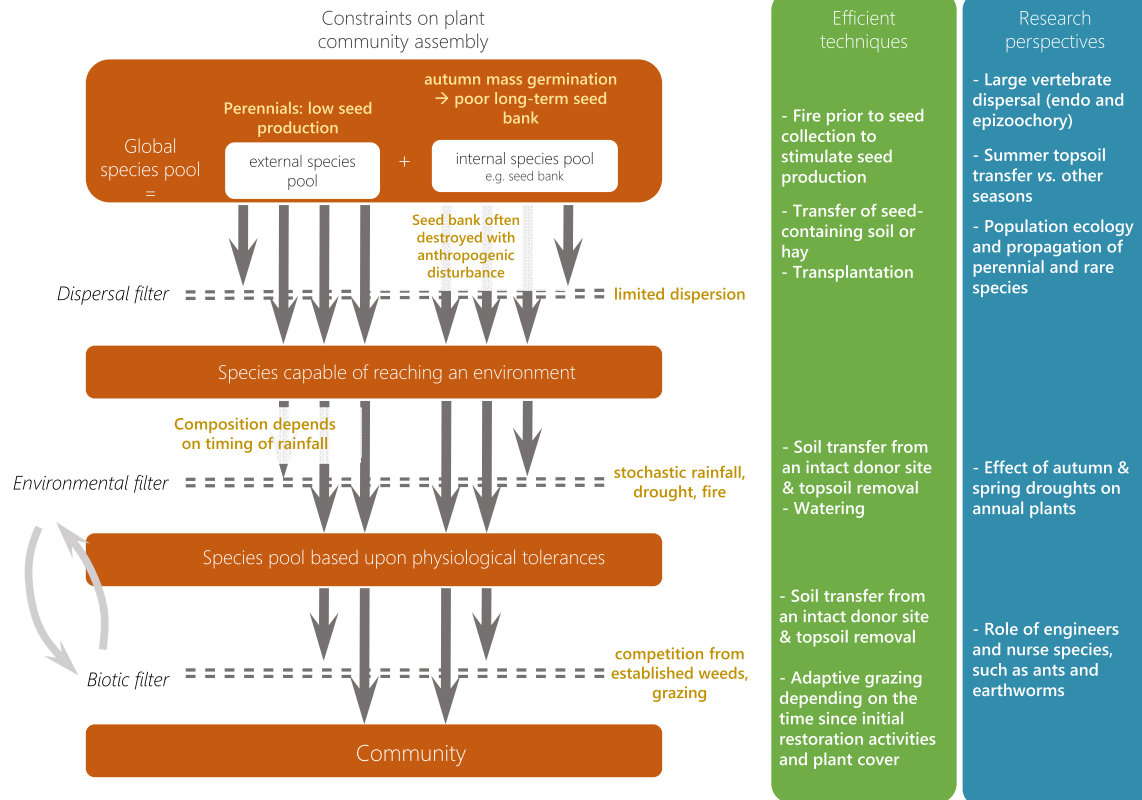 Constraints on plant
community assembly
Global
species pool
=
Perennials: low seed
production
external species
pool
+
autumn mass germination
→ poor long-term seed
bank
internal species pool
e.g. seed bank
Seed bank often
destroyed with
anthropogenic
disturbance
Dispersal filter
limited dispersion
Species capable of reaching an environment
Composition depends
on timing of rainfall
Environmental filter
stochastic rainfall,
drought, fire
Species pool based upon physiological tolerances
Biotic filter
competition from
established weeds,
grazing
Community
Efficient
techniques
- Fire prior to seed
collection to
stimulate seed
production
- Transfer of seed-
containing soil or
hay
- Transplantation
- Soil transfer from
an intact donor site
& topsoil removal
- Watering
- Soil transfer from
an intact donor site
& topsoil removal
- Adaptive grazing
depending on the
time since initial
restoration activities
and plant cover
Research
perspectives
- Large vertebrate
dispersal (endo and
epizoochory)
- Summer topsoil
transfer vs. other
seasons
- Population ecology
and propagation of
perennial and rare
species
- Effect of autumn &
spring droughts on
annual plants
- Role of engineers
and nurse species,
such as ants and
earthworms